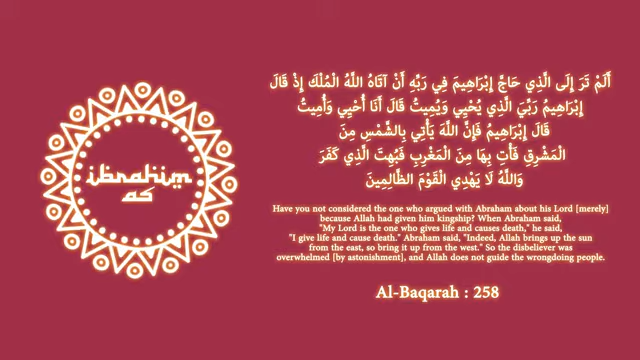 ibrahim
as
أَلَمْ تَرَ إِلَى الَّذِي حَاجَّ إِبْرَاهِيمَ فِي رَبِّهِ أَنْ آتَاهُ اللَّهُ الْمُلْكَ إِذْ قَالَ
إِبْرَاهِيمُ رَبِّيَ الَّذِي يُحْيِي وَيُمِيتُ قَالَ أَنَا أُحْيِي وَأُمِيتُ
قَالَ إِبْرَاهِيمُ فَإِنَّ اللَّهَ يَأْتِي بِالشَّمْسِ مِنَ
الْمَشْرِقِ فَأْتِ بِهَا مِنَ الْمَغْرِبِ فَبُهِتَ الَّذِي كَفَرَ
وَاللَّهُ لَا يَهْدِي الْقَوْمَ الظَّالِمِينَ
Have you not considered the one who argued with Abraham about his Lord [merely]
because Allah had given him kingship? When Abraham said,
"My Lord is the one who gives life and causes death," he said,
"I give life and cause death." Abraham said, "Indeed, Allah brings up the sun
from the east, so bring it up from the west." So the disbeliever was
overwhelmed [by astonishment], and Allah does not guide the wrongdoing people.
Al-Baqarah : 258